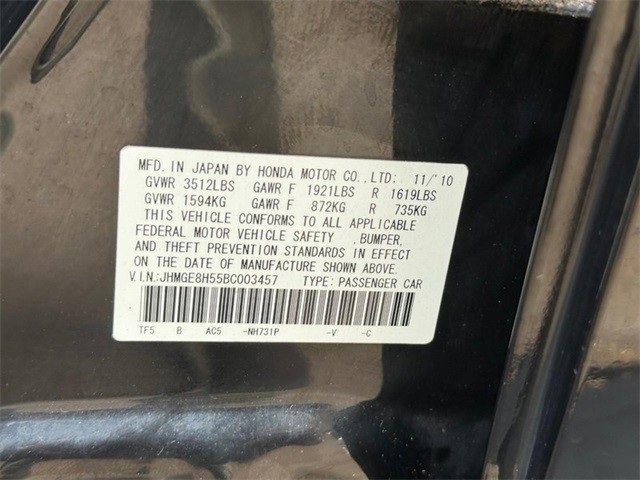 MFD. IN JAPAN BY HONDA MOTOR CO., LTD: 11/'10
GVWR 3512LBS GAWR F 1921LBS R 1619LBS
GVWR 1594KG GAWR F 872KG R 735KG
THIS VEHICLE CONFORMS TO ALL APPLICABLE
FEDERAL MOTOR VEHICLE SAFETY ,BUMPER,
AND THEFT PREVENTION STANDARDS IN EFFECT
ON THE DATE OF MANUFACTURE SHOWN ABOVE.
V.I.N:JHMGE8H55BC003457 TYPE: PASSENGER CAR
TF5 B AC5 -NH731P -V -C